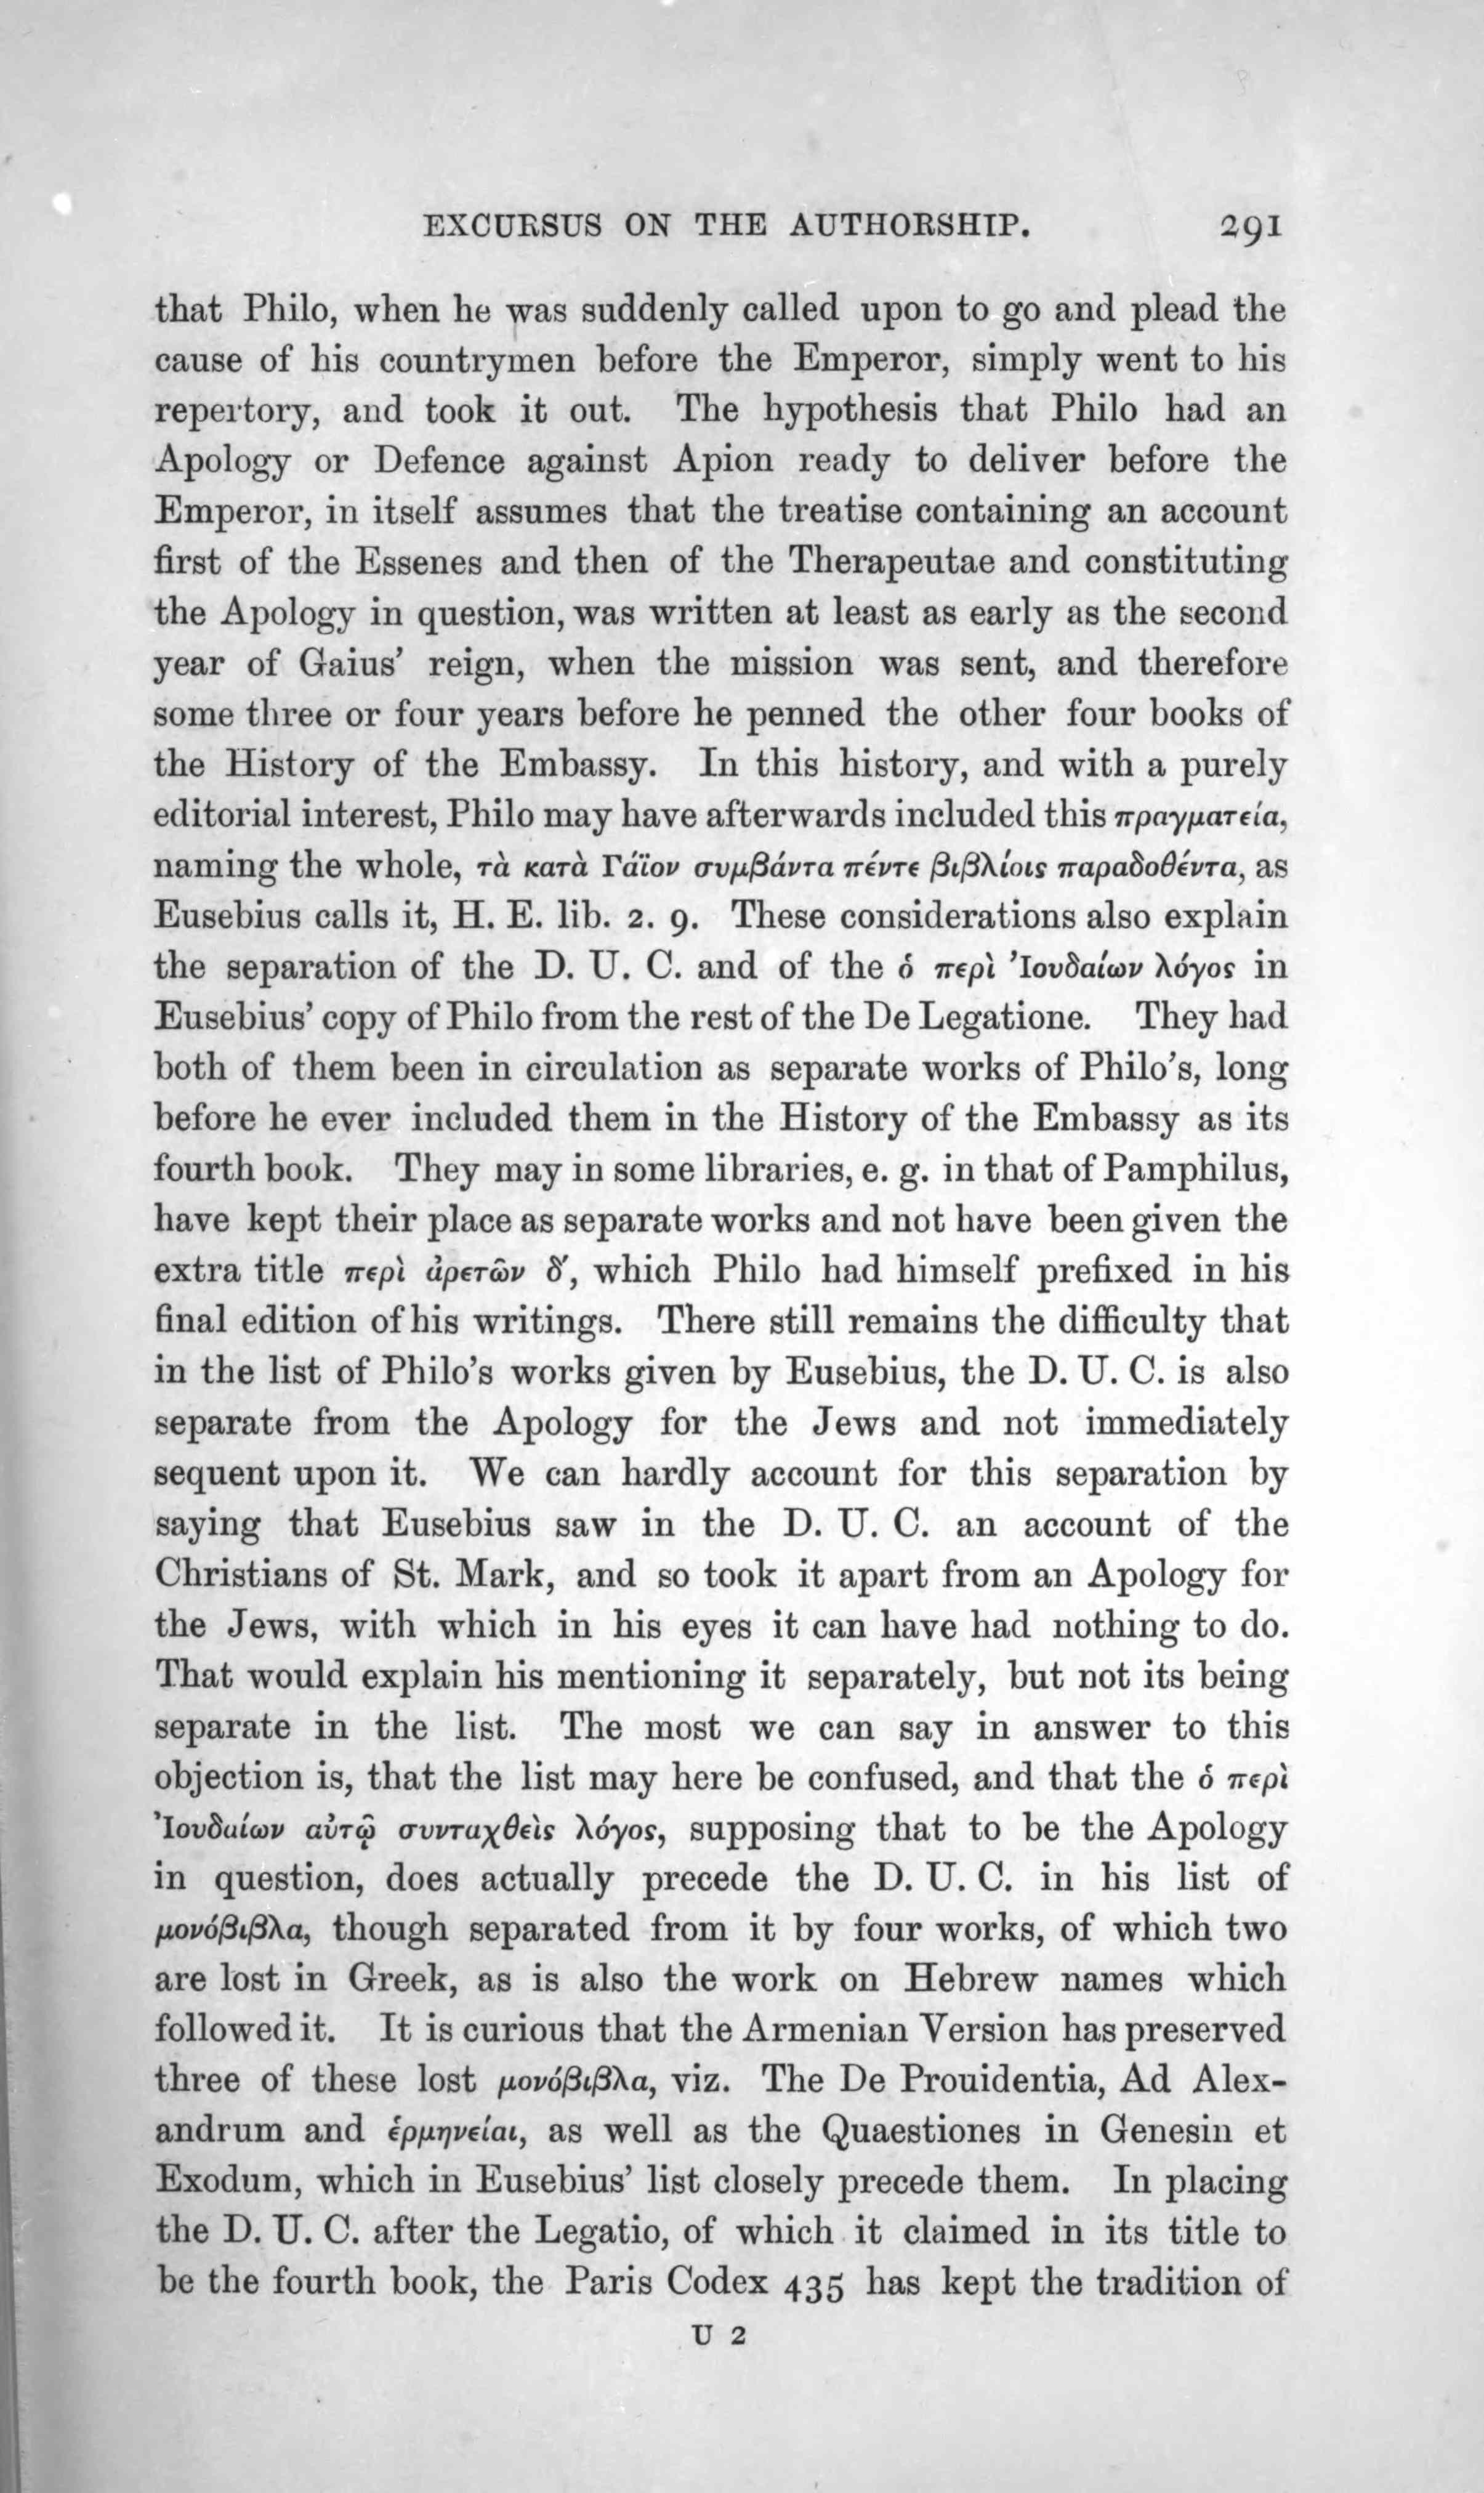 EXCURSUS ON THE AUTHORSHIP. 291
that Philo, when he was suddenly called upon to go and plead the
cause of his countrymen before the Emperor, simply went to his
repertory, and took it out. The hypothesis that Philo had an
Apology or Defence against Apion ready to deliver before the
Emperor, in itself assumes that the treatise containing an account
first of the Essenes and then of the Therapeutae and constituting
the Apology in question, was written at least as early as the second
year of Gaius' reign, when the mission was sent, and therefore
some three or four years before he penned the other four books of
the History of the Embassy. In this history, and with a purely
editorial interest, Philo may have afterwards included this πραγματεία,
naming the whole, τὰ κατὰ Γάϊον συμβάντα πέντε βιβλίοις παραδοθέντα, as
Eusebius calls it, H. E. lib. 2. 9. These considerations also explain
the separation of the D. U. C. and of the ὁ περὶ Ἰουδαίων λόγος in
Eusebius' copy of Philo from the rest of the De Legatione. They had
both of them been in circulation as separate works of Philo's, long
before he ever included them in the History of the Embassy as its
fourth book. They may in some libraries, e. g. in that of Pamphilus,
have kept their place as separate works and not have been given the
extra title περὶ ἀρετῶν δ′, which Philo had himself prefixed in his
final edition of his writings. There still remains the difficulty that
in the list of Philo's works given by Eusebius, the D. U. C. is also
separate from the Apology for the Jews and not immediately
sequent upon it. We can hardly account for this separation by
saying that Eusebius saw in the D. U. C. an account of the
Christians of St. Mark, and so took it apart from an Apology for
the Jews, with which in his eyes it can have had nothing to do.
That would explain his mentioning it separately, but not its being
separate in the list. The most we can say in answer to this
objection is, that the list may here be confused, and that the ὁ περὶ
Ἰουδαίων αὐτῷ συνταχθεὶς λόγος, supposing that to be the Apology
in question, does actually precede the D. U. C. in his list of
μονόβιβλα, though separated from it by four works, of which two
are lost in Greek, as is also the work on Hebrew names which
followed it. It is curious that the Armenian Version has preserved
three of these lost μονόβιβλα, viz. The De Prouidentia, Ad Alex-
andrum and ἑρμηνείαι, as well as the Quaestiones in Genesin et
Exodum, which in Eusebius' list closely precede them. In placing
the D. U. C. after the Legatio, of which it claimed in its title to
be the fourth book, the Paris Codex 435 has kept the tradition of
U 2